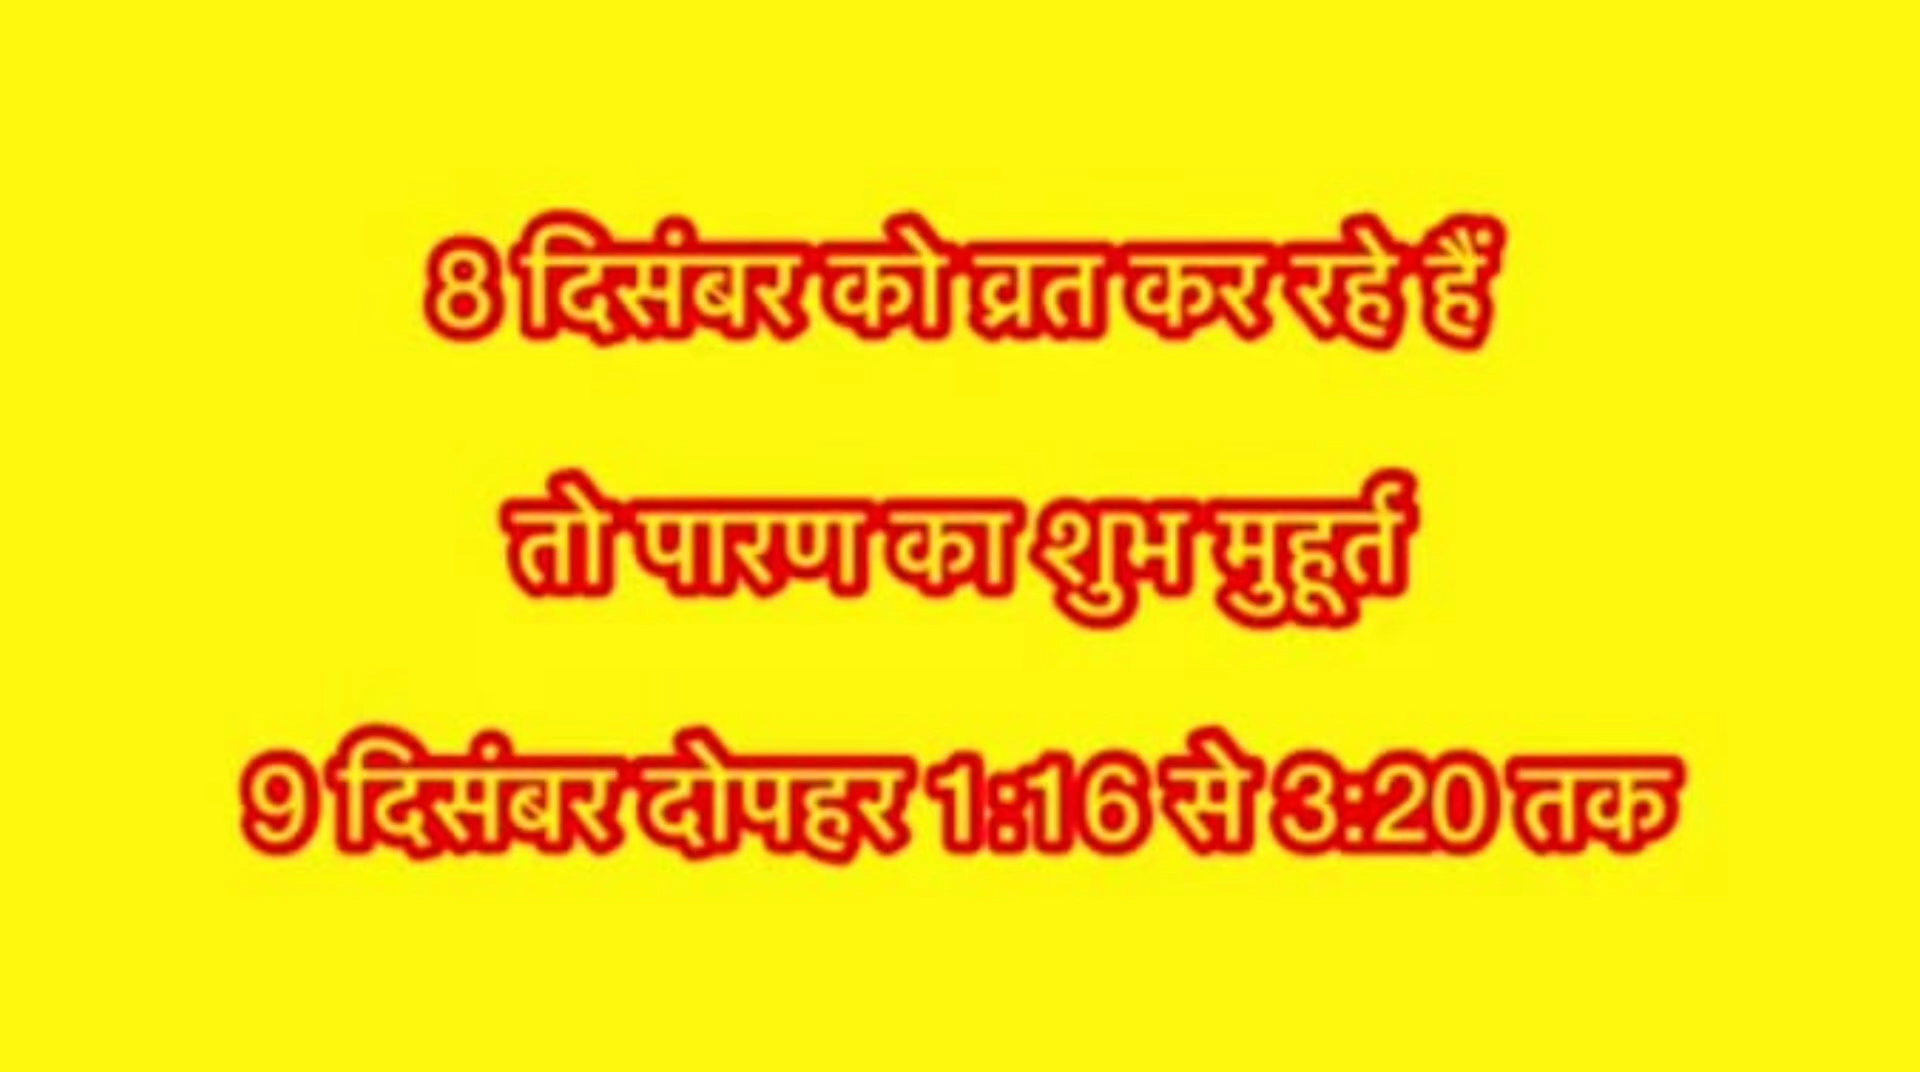 8 दिसंबर को व्रत कर रहे हैं
तो पारण का शुभ मुहूर्त
9 दिसंबर दोपहर 1:16 से 3:20 तक